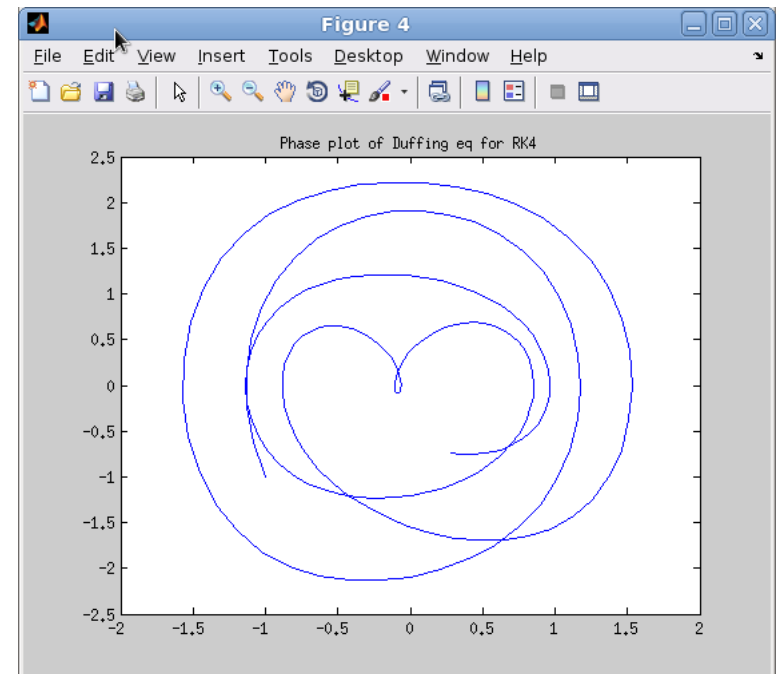 Figure 4
File Edit View Insert Tools Desktop Window Help
Phase plot of Duffing eq for RK4
2.5
2
1.5
1
0.5
0
-0.5
-1
-1.5
-2
-2.5
-2 -1.5 -1 -0.5 0 0.5 1 1.5 2